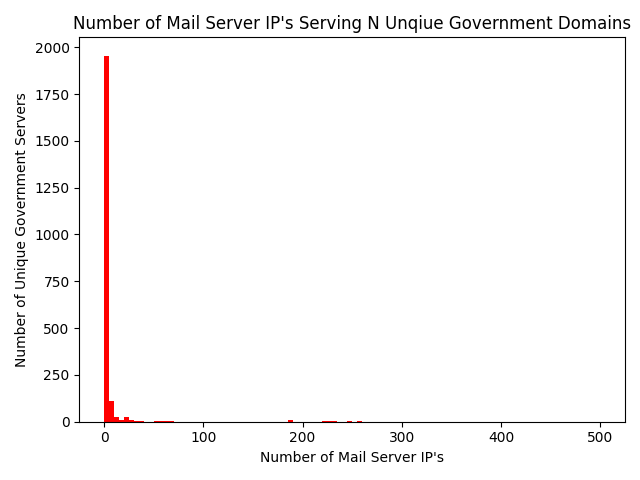 Number of Mail Server IP's Serving N Unqiue Government Domains
Number of Unique Government Servers
2000
1750
1500
1250
1000
750
500
250
0
0 100 200 300 400 500
Number of Mail Server IP's